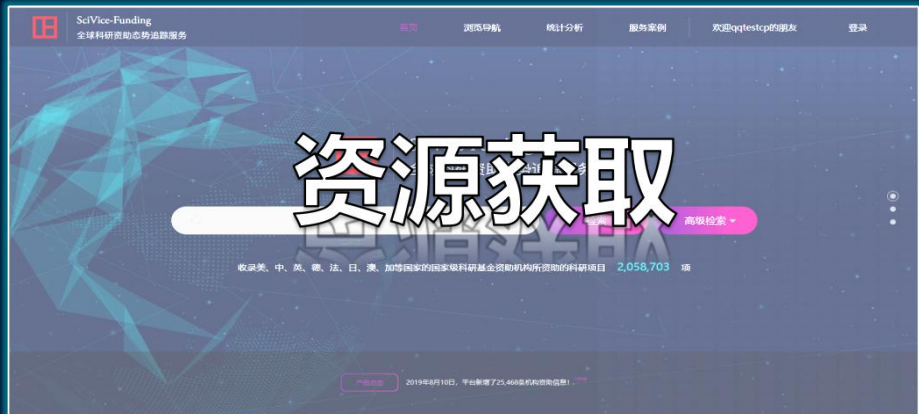 SciVice-Funding
全球科研资助态势追踪服务
首页 浏览导航 统计分析 服务案例 欢迎qqtestcp的朋友 登录
资源获取
高级检索
收录美、中、英、德、法、日、澳、加等国家的国家级科研基金资助机构所资助的科研项目 2,058,703 项
产品动态 2019年8月10日，平台新增了25,468条机构资助信息！